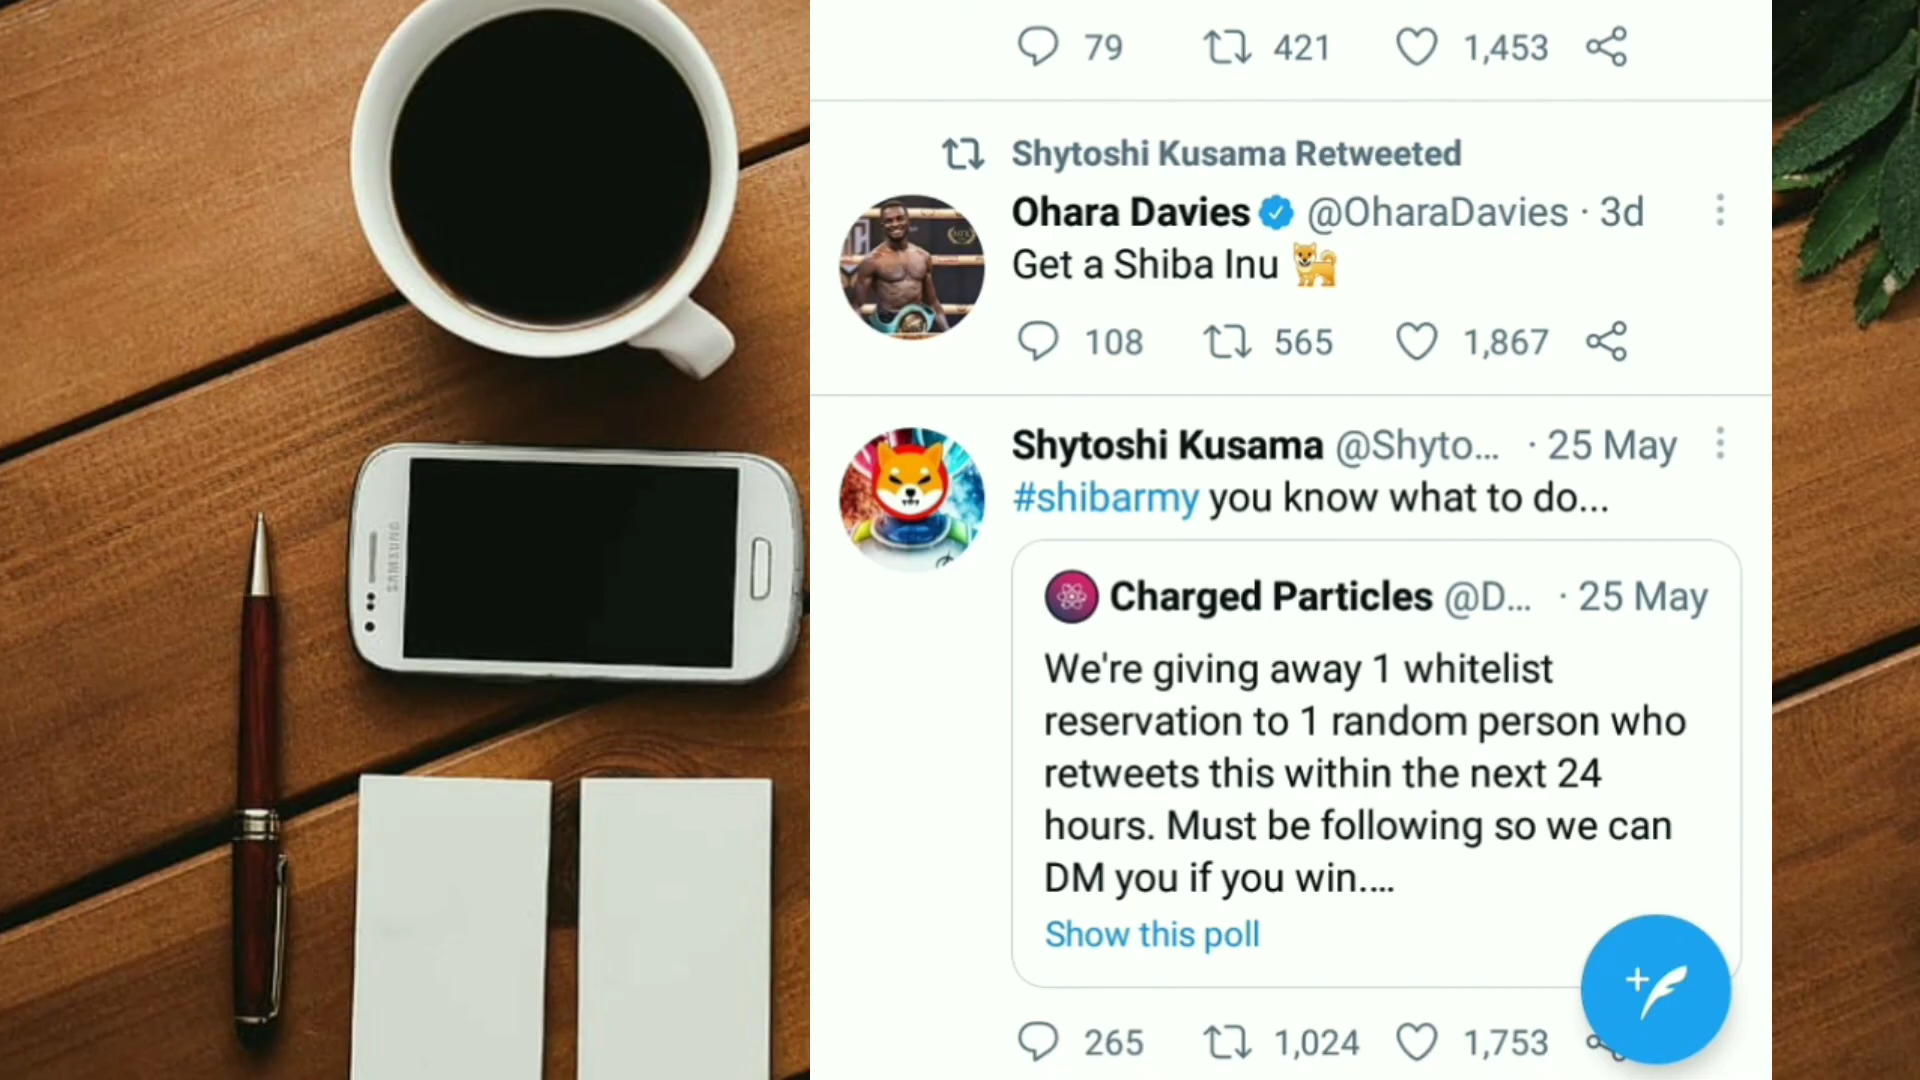 79 421 1,453
Shytoshi Kusama Retweeted
Ohara Davies @OharaDavies · 3d
Get a Shiba Inu
108 565 1,867
Shytoshi Kusama @Shyto... · 25 May
#shibarmy you know what to do...
Charged Particles @D... · 25 May
We're giving away 1 whitelist
reservation to 1 random person who
retweets this within the next 24
hours. Must be following so we can
DM you if you win....
Show this poll
265 1,024 1,753
SAMSUNG